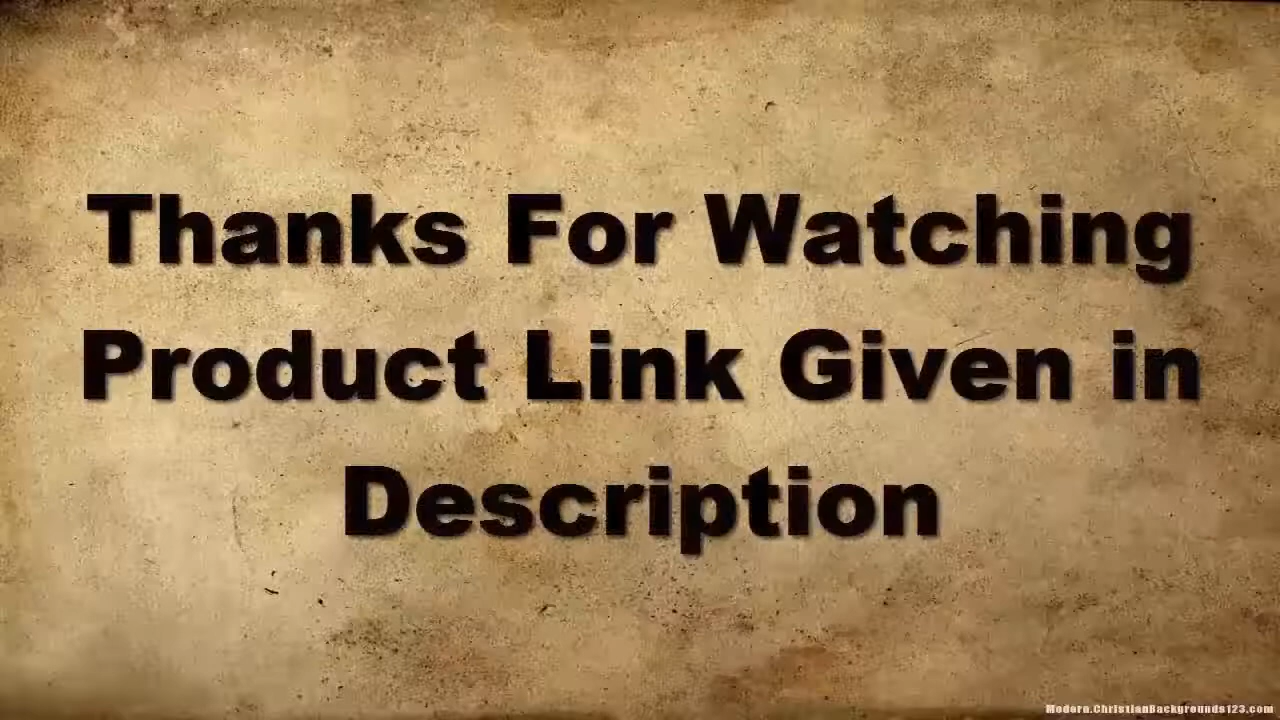 Thanks For Watching
Product Link Given in
Description
Modern.ChristianBackgrounds123.com